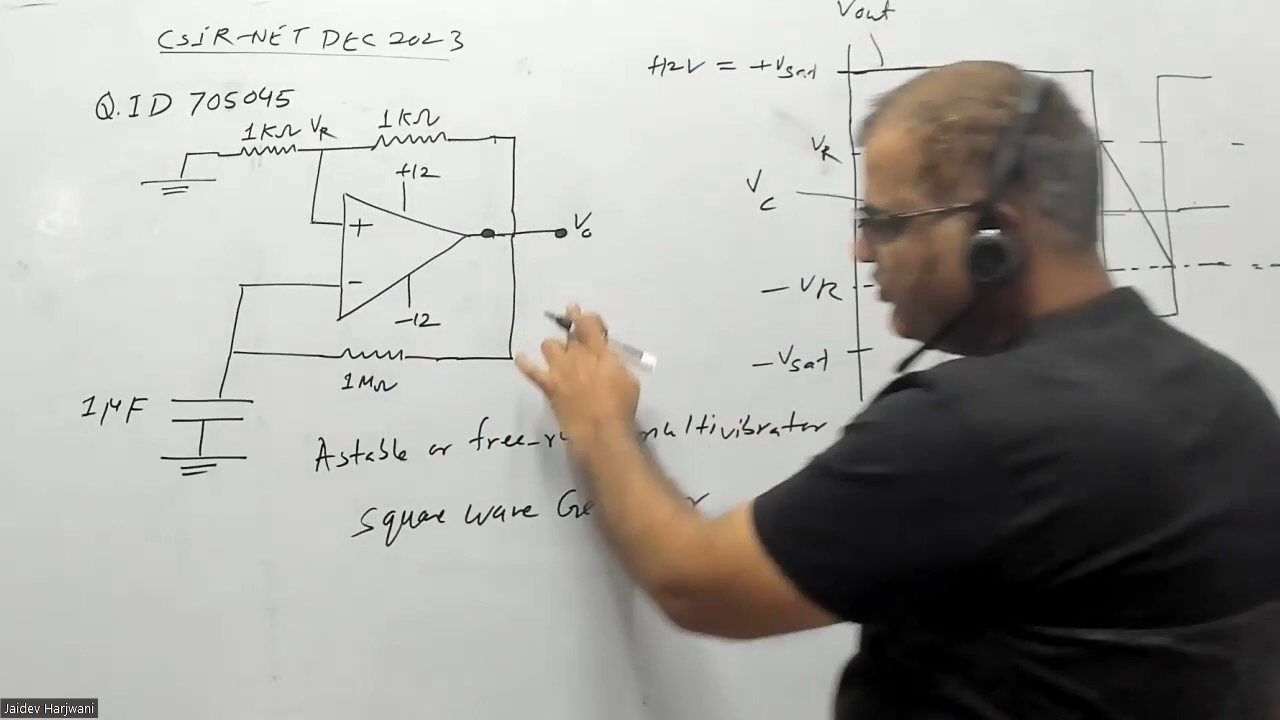 CSIR-NET DEC 2023
Q.ID 705045
1KΩ VR 1KΩ
+12
+
Vo
-
-12
1MΩ
1μF
Astable or multivibrator
Square wave
Vout
+12V = +Vsat
VR
Vc
-VR
-Vsat
Jaidev Harjwani